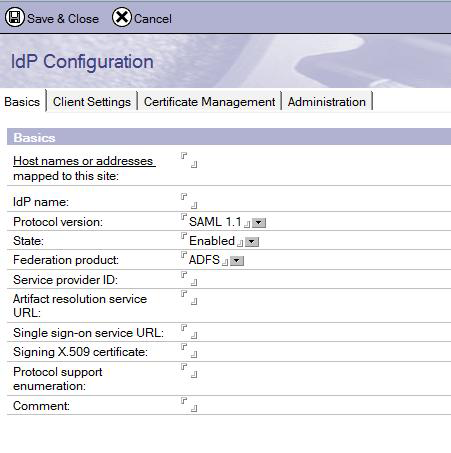 Save & Close Cancel
IdP Configuration
Basics Client Settings Certificate Management Administration
Basics
Host names or addresses
mapped to this site:
IdP name:
Protocol version: SAML 1.1
State: Enabled
Federation product: ADFS
Service provider ID:
Artifact resolution service
URL:
Single sign-on service URL:
Signing X.509 certificate:
Protocol support
enumeration:
Comment: